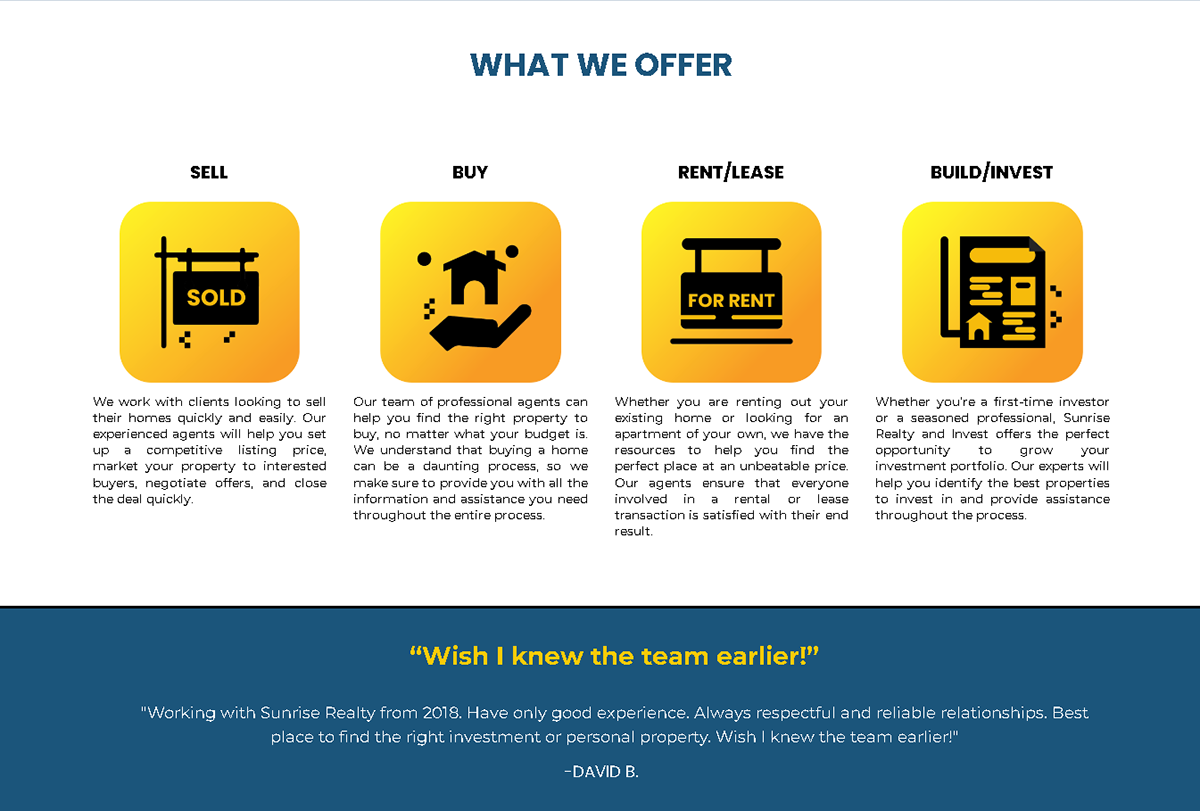 WHAT WE OFFER
SELL
SOLD
We work with clients looking to sell
their homes quickly and easily. Our
experienced agents will help you set
up a competitive listing price,
market your property to interested
buyers, negotiate offers, and close
the deal quickly.
BUY
Our team of professional agents can
help you find the right property to
buy, no matter what your budget is.
We understand that buying a home
can be a daunting process, so we
make sure to provide you with all the
information and assistance you need
throughout the entire process.
RENT/LEASE
FOR RENT
Whether you are renting out your
existing home or looking for an
apartment of your own, we have the
resources to help you find the
perfect place at an unbeatable price.
Our agents ensure that everyone
involved in a rental or lease
transaction is satisfied with their end
result.
BUILD/INVEST
Whether you're a first-time investor
or a seasoned professional, Sunrise
Realty and Invest offers the perfect
opportunity to grow your
investment portfolio. Our experts will
help you identify the best properties
to invest in and provide assistance
throughout the process.
“Wish I knew the team earlier!”
"Working with Sunrise Realty from 2018. Have only good experience. Always respectful and reliable relationships. Best
place to find the right investment or personal property. Wish I knew the team earlier!"
-DAVID B.